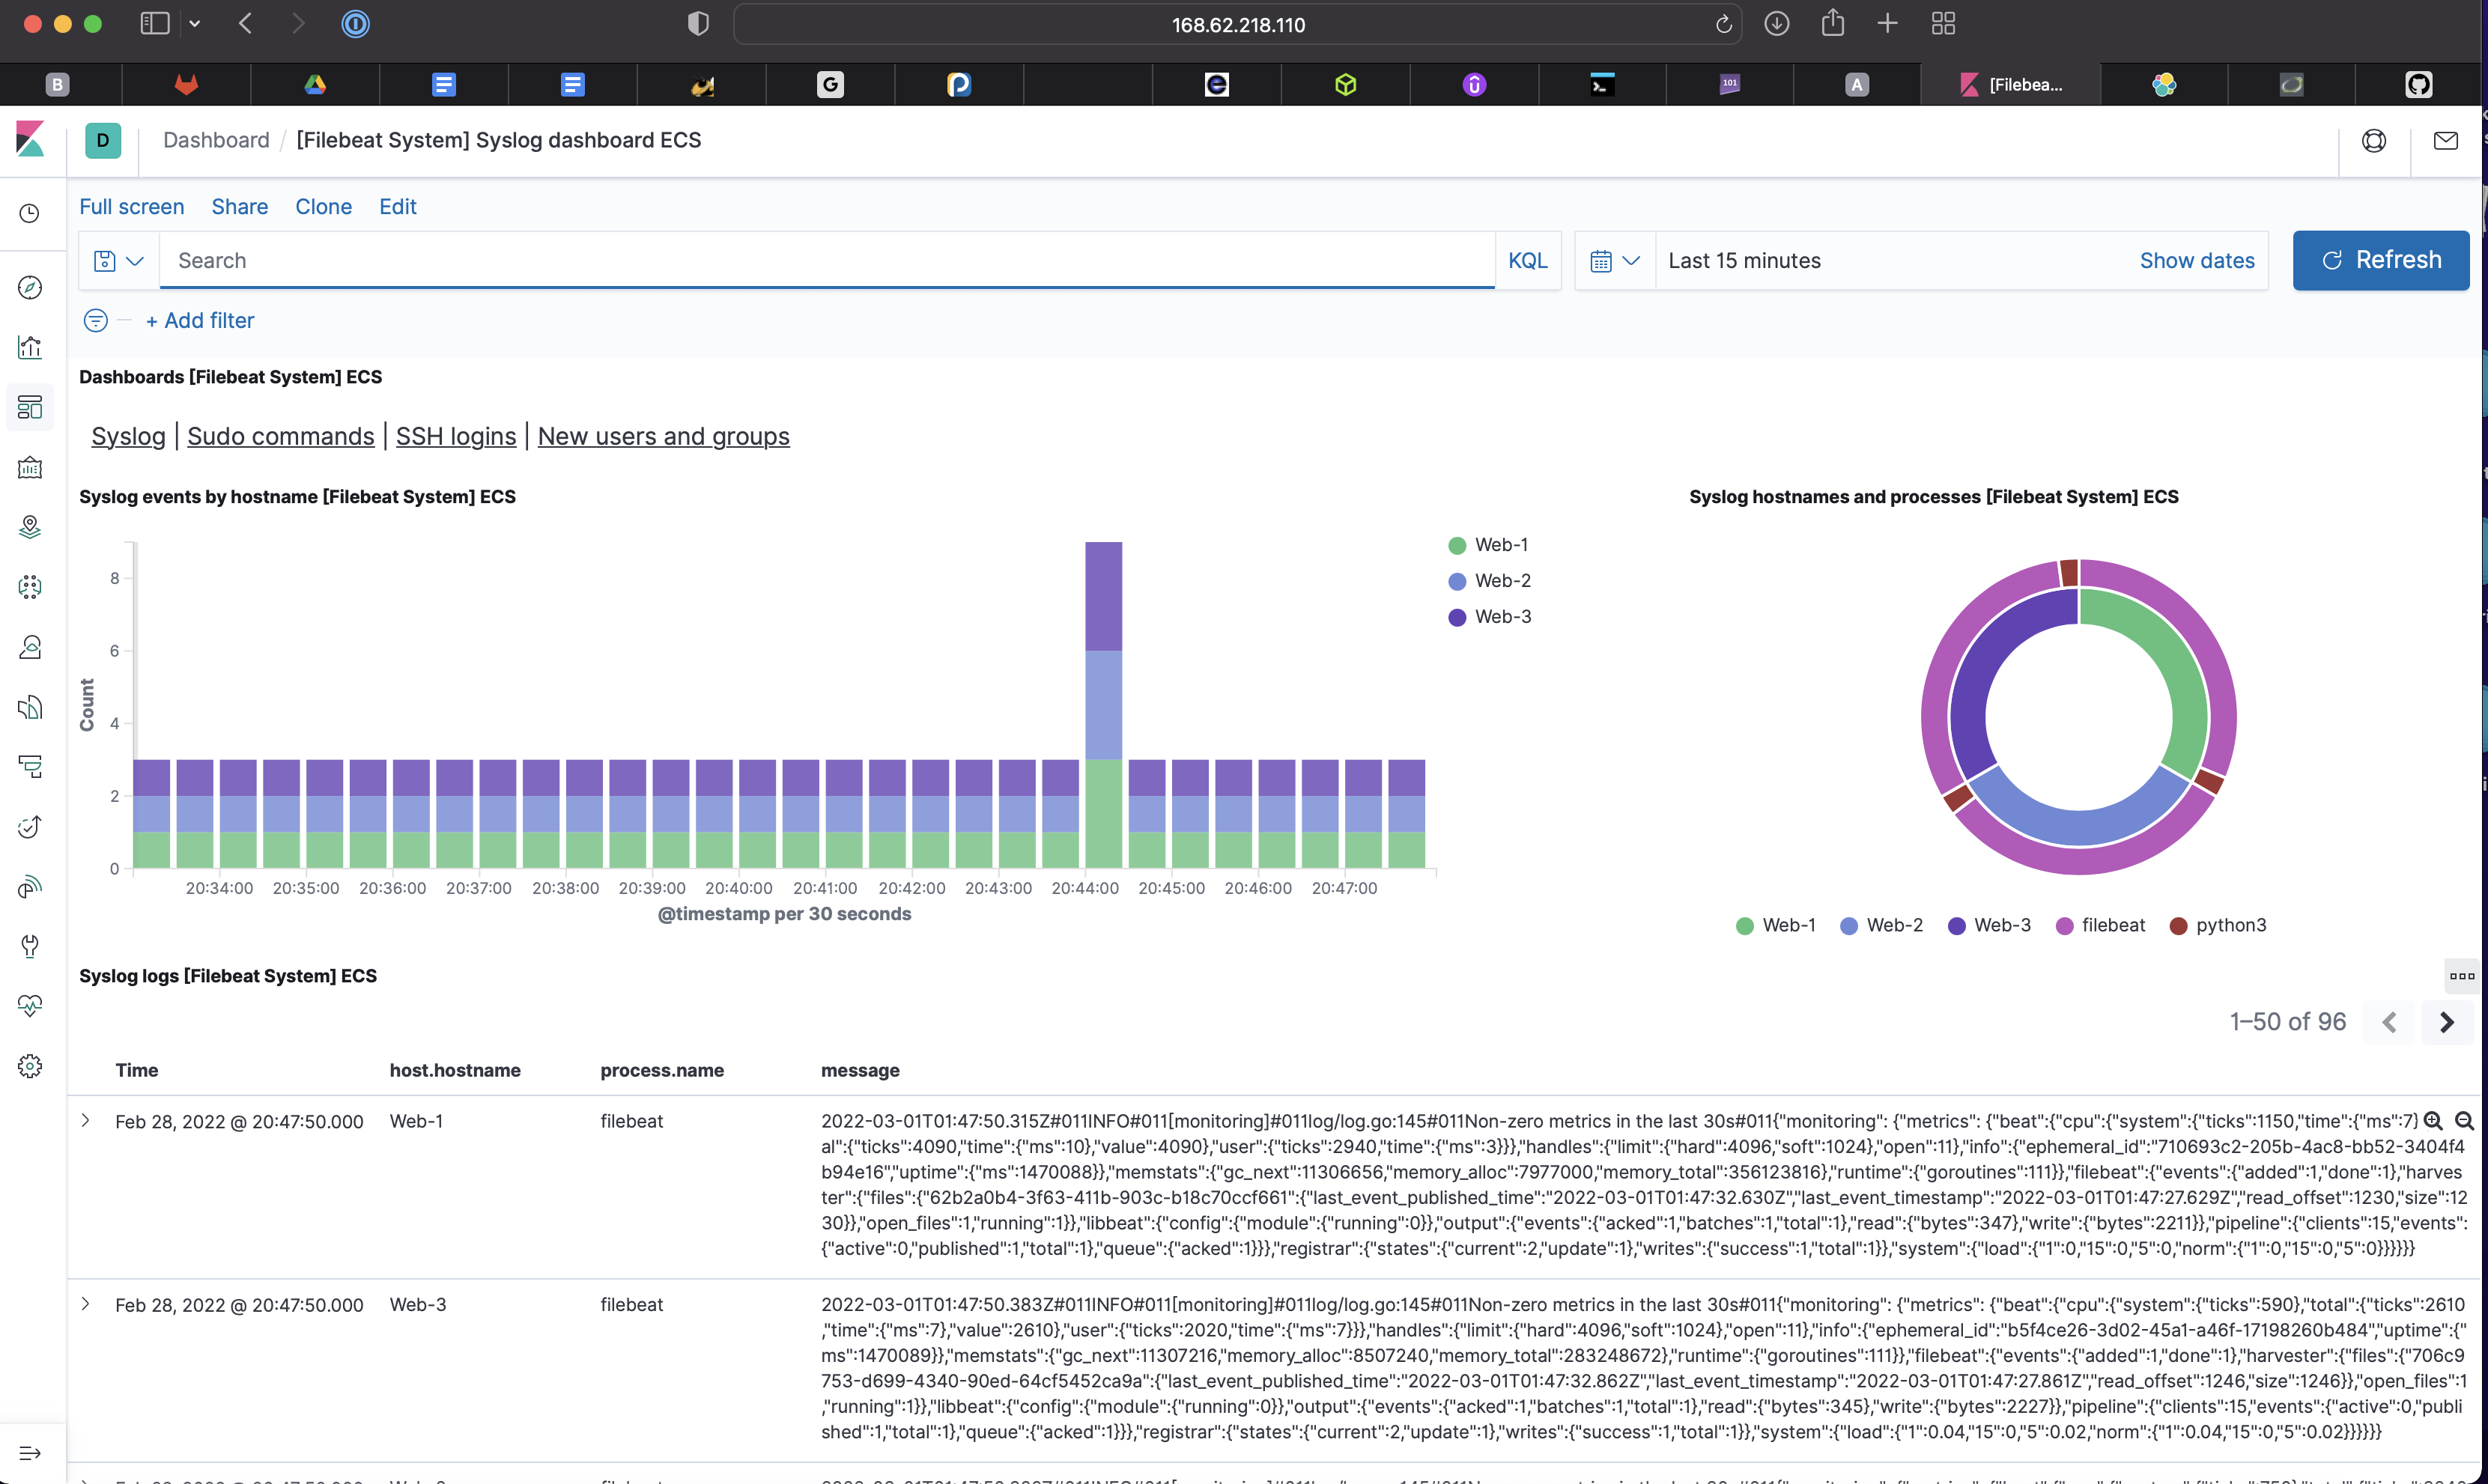 168.62.218.110
B
G
101
A
[Filebea...
D
Dashboard / [Filebeat System] Syslog dashboard ECS
Full screen Share Clone Edit
Search KQL Last 15 minutes Show dates Refresh
+ Add filter
Dashboards [Filebeat System] ECS
Syslog | Sudo commands | SSH logins | New users and groups
Syslog events by hostname [Filebeat System] ECS
8
6
4
2
0
Count
20:34:00 20:35:00 20:36:00 20:37:00 20:38:00 20:39:00 20:40:00 20:41:00 20:42:00 20:43:00 20:44:00 20:45:00 20:46:00 20:47:00
@timestamp per 30 seconds
Web-1
Web-2
Web-3
Syslog hostnames and processes [Filebeat System] ECS
Web-1 Web-2 Web-3 filebeat python3
Syslog logs [Filebeat System] ECS
1–50 of 96
Time host.hostname process.name message
Feb 28, 2022 @ 20:47:50.000 Web-1 filebeat 2022-03-01T01:47:50.315Z#011INFO#011[monitoring]#011log/log.go:145#011Non-zero metrics in the last 30s#011{"monitoring": {"metrics": {"beat":{"cpu":{"system":{"ticks":1150,"time":{"ms":7}
al":{"ticks":4090,"time":{"ms":10},"value":4090},"user":{"ticks":2940,"time":{"ms":3}}},"handles":{"limit":{"hard":4096,"soft":1024},"open":11},"info":{"ephemeral_id":"710693c2-205b-4ac8-bb52-3404f4
b94e16","uptime":{"ms":1470088}},"memstats":{"gc_next":11306656,"memory_alloc":7977000,"memory_total":356123816},"runtime":{"goroutines":111}},"filebeat":{"events":{"added":1,"done":1},"harves
ter":{"files":{"62b2a0b4-3f63-411b-903c-b18c70ccf661":{"last_event_published_time":"2022-03-01T01:47:32.630Z","last_event_timestamp":"2022-03-01T01:47:27.629Z","read_offset":1230,"size":12
30}},"open_files":1,"running":1}},"libbeat":{"config":{"module":{"running":0}},"output":{"events":{"acked":1,"batches":1,"total":1},"read":{"bytes":347},"write":{"bytes":2211}},"pipeline":{"clients":15,"events":
{"active":0,"published":1,"total":1},"queue":{"acked":1}}},"registrar":{"states":{"current":2,"update":1},"writes":{"success":1,"total":1}},"system":{"load":{"1":0,"15":0,"5":0,"norm":{"1":0,"15":0,"5":0}}}}}}
Feb 28, 2022 @ 20:47:50.000 Web-3 filebeat 2022-03-01T01:47:50.383Z#011INFO#011[monitoring]#011log/log.go:145#011Non-zero metrics in the last 30s#011{"monitoring": {"metrics": {"beat":{"cpu":{"system":{"ticks":590},"total":{"ticks":2610
,"time":{"ms":7},"value":2610},"user":{"ticks":2020,"time":{"ms":7}}},"handles":{"limit":{"hard":4096,"soft":1024},"open":11},"info":{"ephemeral_id":"b5f4ce26-3d02-45a1-a46f-17198260b484","uptime":{"
ms":1470089}},"memstats":{"gc_next":11307216,"memory_alloc":8507240,"memory_total":283248672},"runtime":{"goroutines":111}},"filebeat":{"events":{"added":1,"done":1},"harvester":{"files":{"706c9
753-d699-4340-90ed-64cf5452ca9a":{"last_event_published_time":"2022-03-01T01:47:32.862Z","last_event_timestamp":"2022-03-01T01:47:27.861Z","read_offset":1246,"size":1246}},"open_files":1
,"running":1}},"libbeat":{"config":{"module":{"running":0}},"output":{"events":{"acked":1,"batches":1,"total":1},"read":{"bytes":345},"write":{"bytes":2227}},"pipeline":{"clients":15,"events":{"active":0,"publi
shed":1,"total":1},"queue":{"acked":1}}},"registrar":{"states":{"current":2,"update":1},"writes":{"success":1,"total":1}},"system":{"load":{"1":0.04,"15":0,"5":0.02,"norm":{"1":0.04,"15":0,"5":0.02}}}}}}